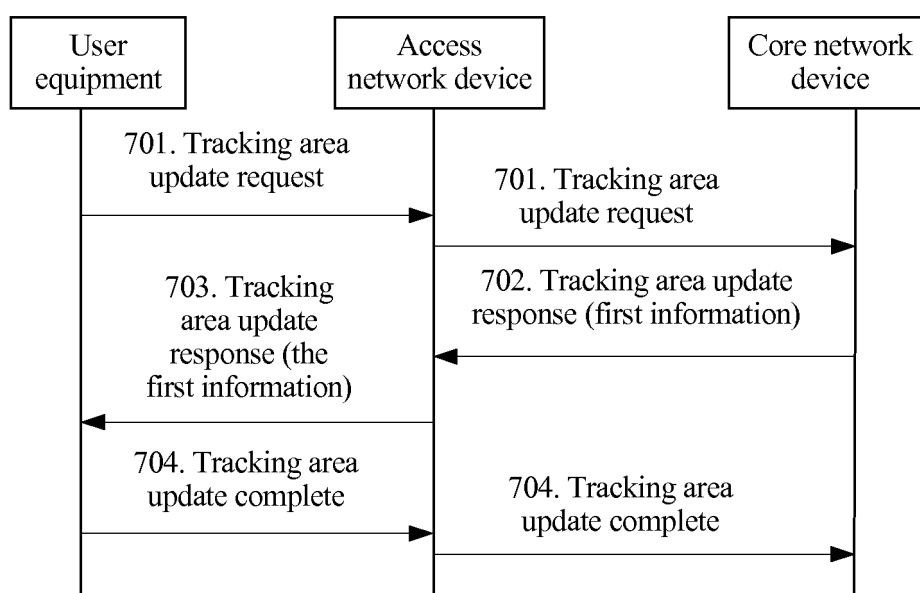 User
equipment
Access
network device
Core network
device
701. Tracking area
update request
701. Tracking area
update request
702. Tracking area update
response (first information)
703. Tracking
area update
response (the
first information)
704. Tracking area
update complete
704. Tracking area
update complete